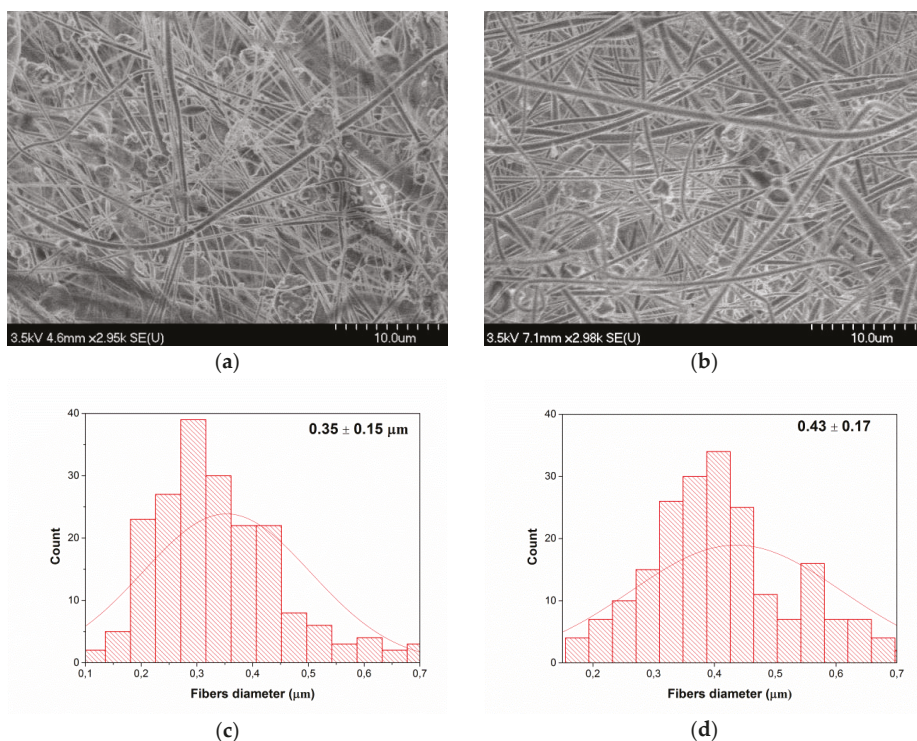 3.5kV 4.6mm x2.95k SE(U) 10.0um
3.5kV 7.1mm x2.98k SE(U) 10.0um
(a)
(b)
40
30
20
10
0
Count
0.35 ± 0.15 μm
0,1 0,2 0,3 0,4 0,5 0,6 0,7
Fibers diameter (μm)
40
30
20
10
0
Count
0.43 ± 0.17
0,2 0,3 0,4 0,5 0,6 0,7
Fibers diameter (μm)
(c)
(d)